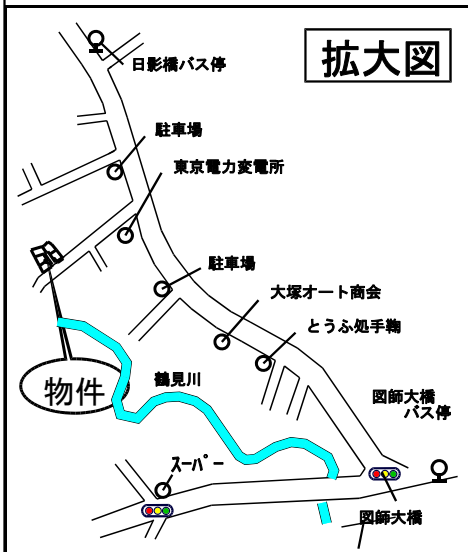 拡大図
日影橋バス停
駐車場
東京電力変電所
駐車場
大塚オート商会
とうふ処手鞠
物件
鶴見川
図師大橋
バス停
ｽｰﾊﾟｰ
図師大橋